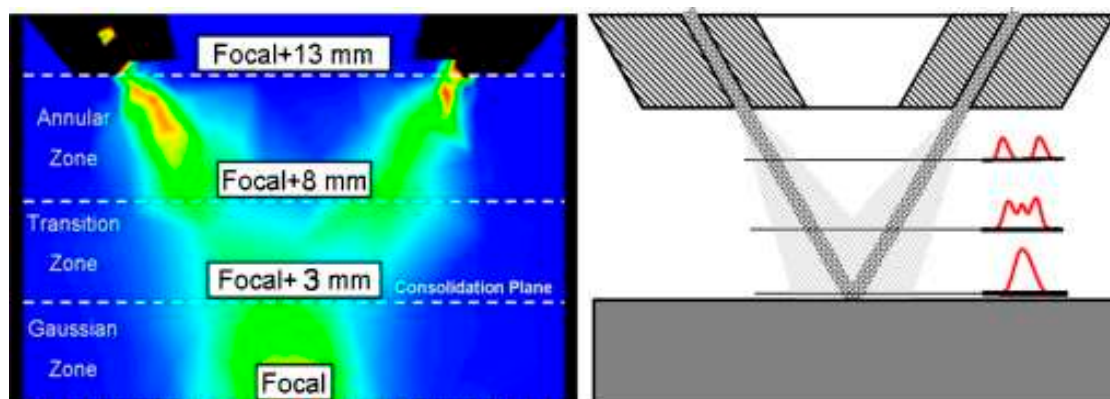 Focal+13 mm
Annular
Zone
Focal+8 mm
Transition
Zone
Focal+ 3 mm
Consolidation Plane
Gaussian
Zone
Focal